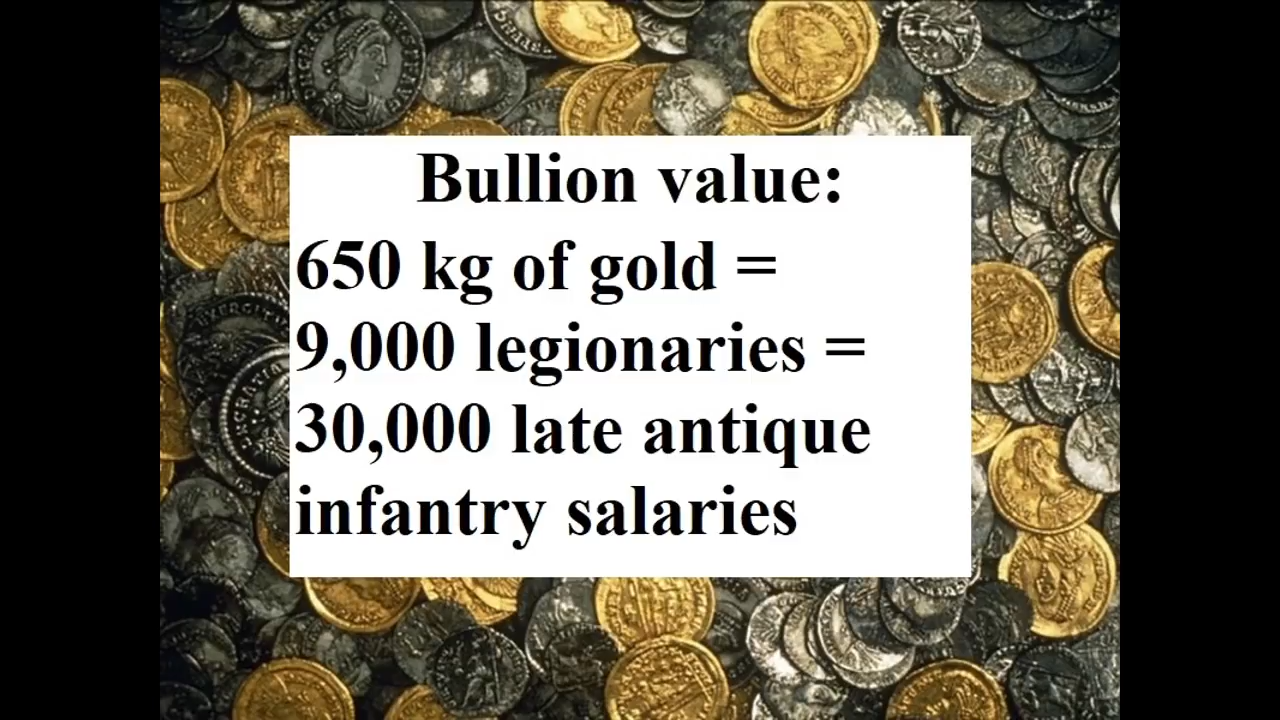 Bullion value:
650 kg of gold =
9,000 legionaries =
30,000 late antique
infantry salaries